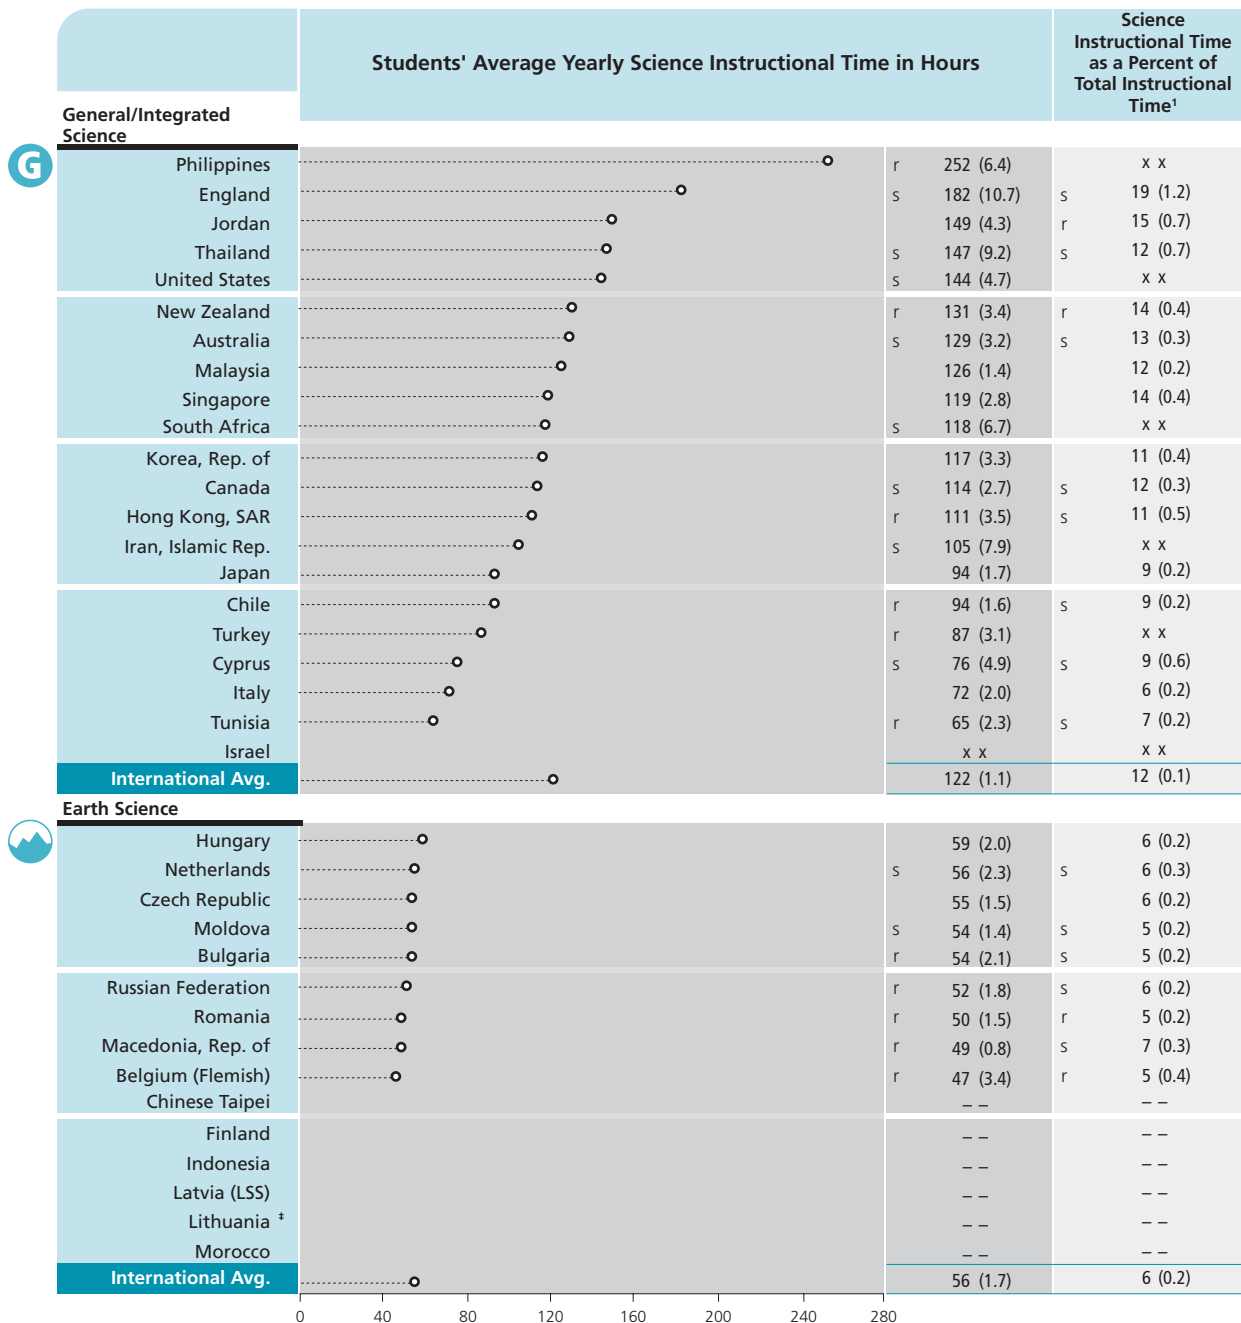 Students' Average Yearly Science Instructional Time in Hours
Science
Instructional Time
as a Percent of
Total Instructional
Time¹
General/Integrated
Science
G
Philippines r 252 (6.4) x x
England s 182 (10.7) s 19 (1.2)
Jordan 149 (4.3) r 15 (0.7)
Thailand s 147 (9.2) s 12 (0.7)
United States s 144 (4.7) x x
New Zealand r 131 (3.4) r 14 (0.4)
Australia s 129 (3.2) s 13 (0.3)
Malaysia 126 (1.4) 12 (0.2)
Singapore 119 (2.8) 14 (0.4)
South Africa s 118 (6.7) x x
Korea, Rep. of 117 (3.3) 11 (0.4)
Canada s 114 (2.7) s 12 (0.3)
Hong Kong, SAR r 111 (3.5) s 11 (0.5)
Iran, Islamic Rep. s 105 (7.9) x x
Japan 94 (1.7) 9 (0.2)
Chile r 94 (1.6) s 9 (0.2)
Turkey r 87 (3.1) x x
Cyprus s 76 (4.9) s 9 (0.6)
Italy 72 (2.0) 6 (0.2)
Tunisia r 65 (2.3) s 7 (0.2)
Israel x x x x
International Avg. 122 (1.1) 12 (0.1)
Earth Science
Hungary 59 (2.0) 6 (0.2)
Netherlands s 56 (2.3) s 6 (0.3)
Czech Republic 55 (1.5) 6 (0.2)
Moldova s 54 (1.4) s 5 (0.2)
Bulgaria r 54 (2.1) s 5 (0.2)
Russian Federation r 52 (1.8) s 6 (0.2)
Romania r 50 (1.5) r 5 (0.2)
Macedonia, Rep. of r 49 (0.8) s 7 (0.3)
Belgium (Flemish) r 47 (3.4) r 5 (0.4)
Chinese Taipei – – – –
Finland – – – –
Indonesia – – – –
Latvia (LSS) – – – –
Lithuania ‡ – – – –
Morocco – – – –
International Avg. 56 (1.7) 6 (0.2)
0 40 80 120 160 200 240 280